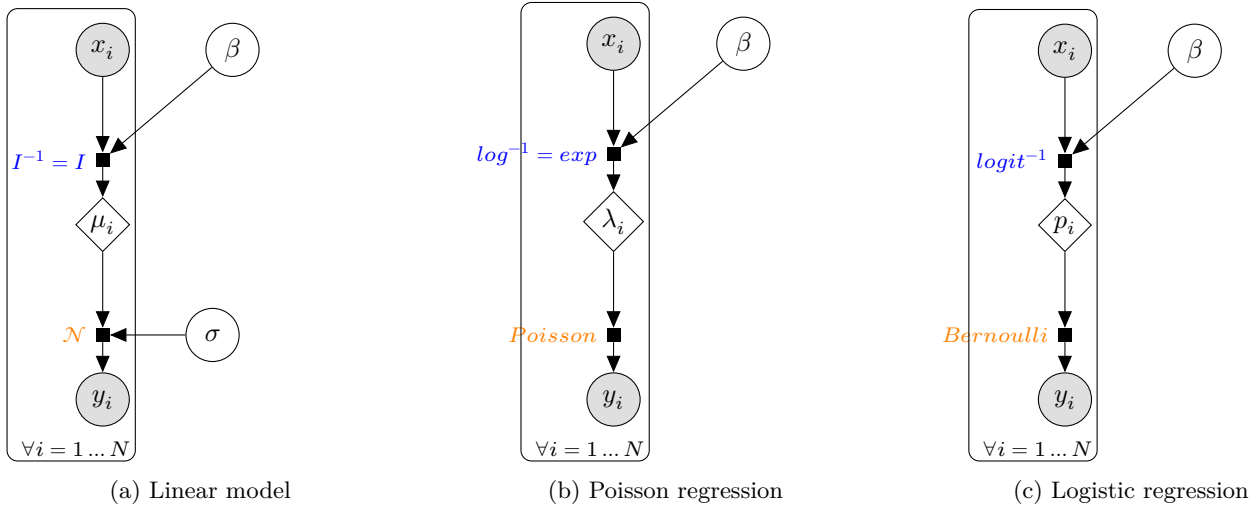 x_i
β
I^{-1} = I
μ_i
𝒩
σ
y_i
∀i = 1 ... N
(a) Linear model
x_i
β
log^{-1} = exp
λ_i
Poisson
y_i
∀i = 1 ... N
(b) Poisson regression
x_i
β
logit^{-1}
p_i
Bernoulli
y_i
∀i = 1 ... N
(c) Logistic regression